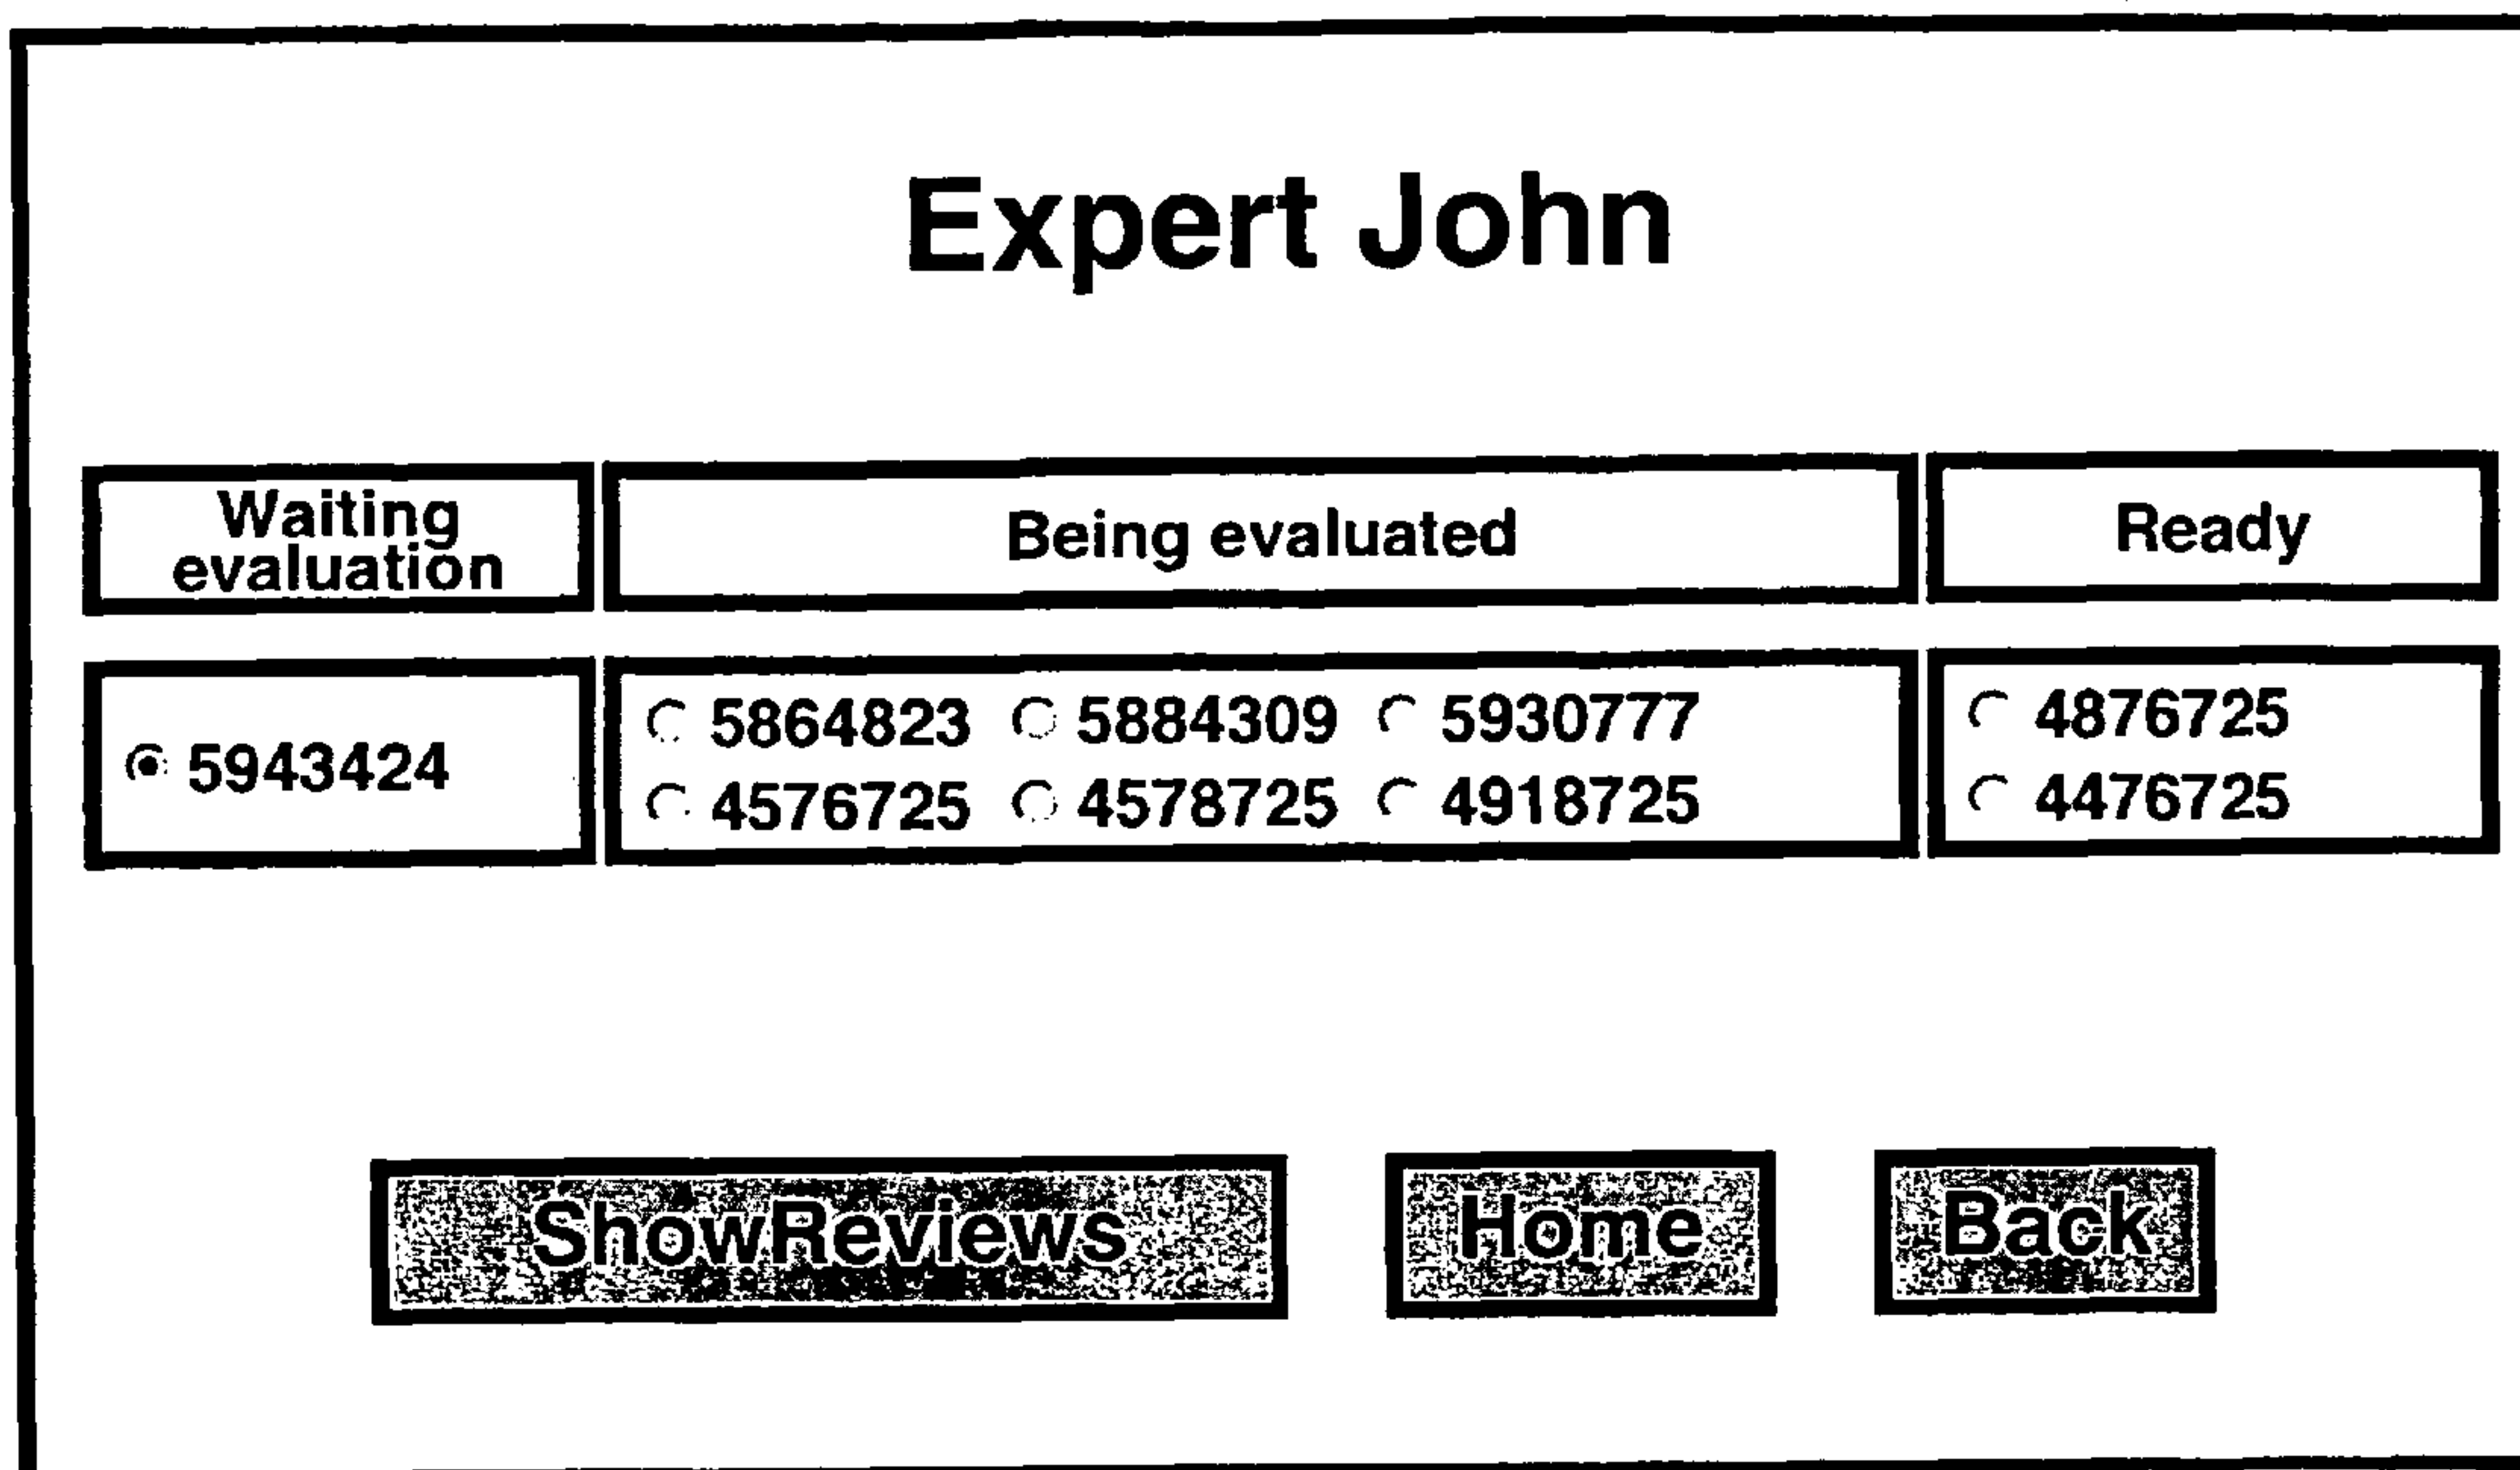 Expert John
Waiting
evaluation
Being evaluated
Ready
5943424
5864823 5884309 5930777
4576725 4578725 4918725
4876725
4476725
ShowReviews
Home
Back